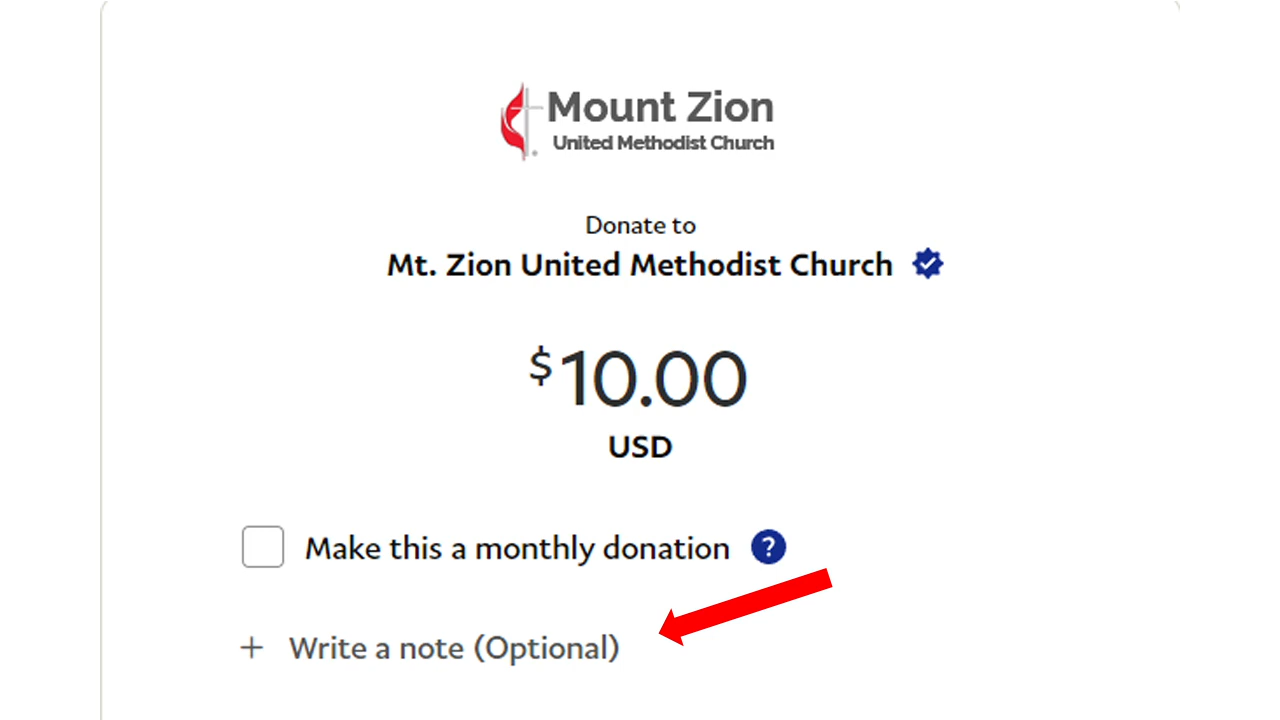 Mount Zion
United Methodist Church
Donate to
Mt. Zion United Methodist Church
$10.00
USD
Make this a monthly donation ?
+ Write a note (Optional)